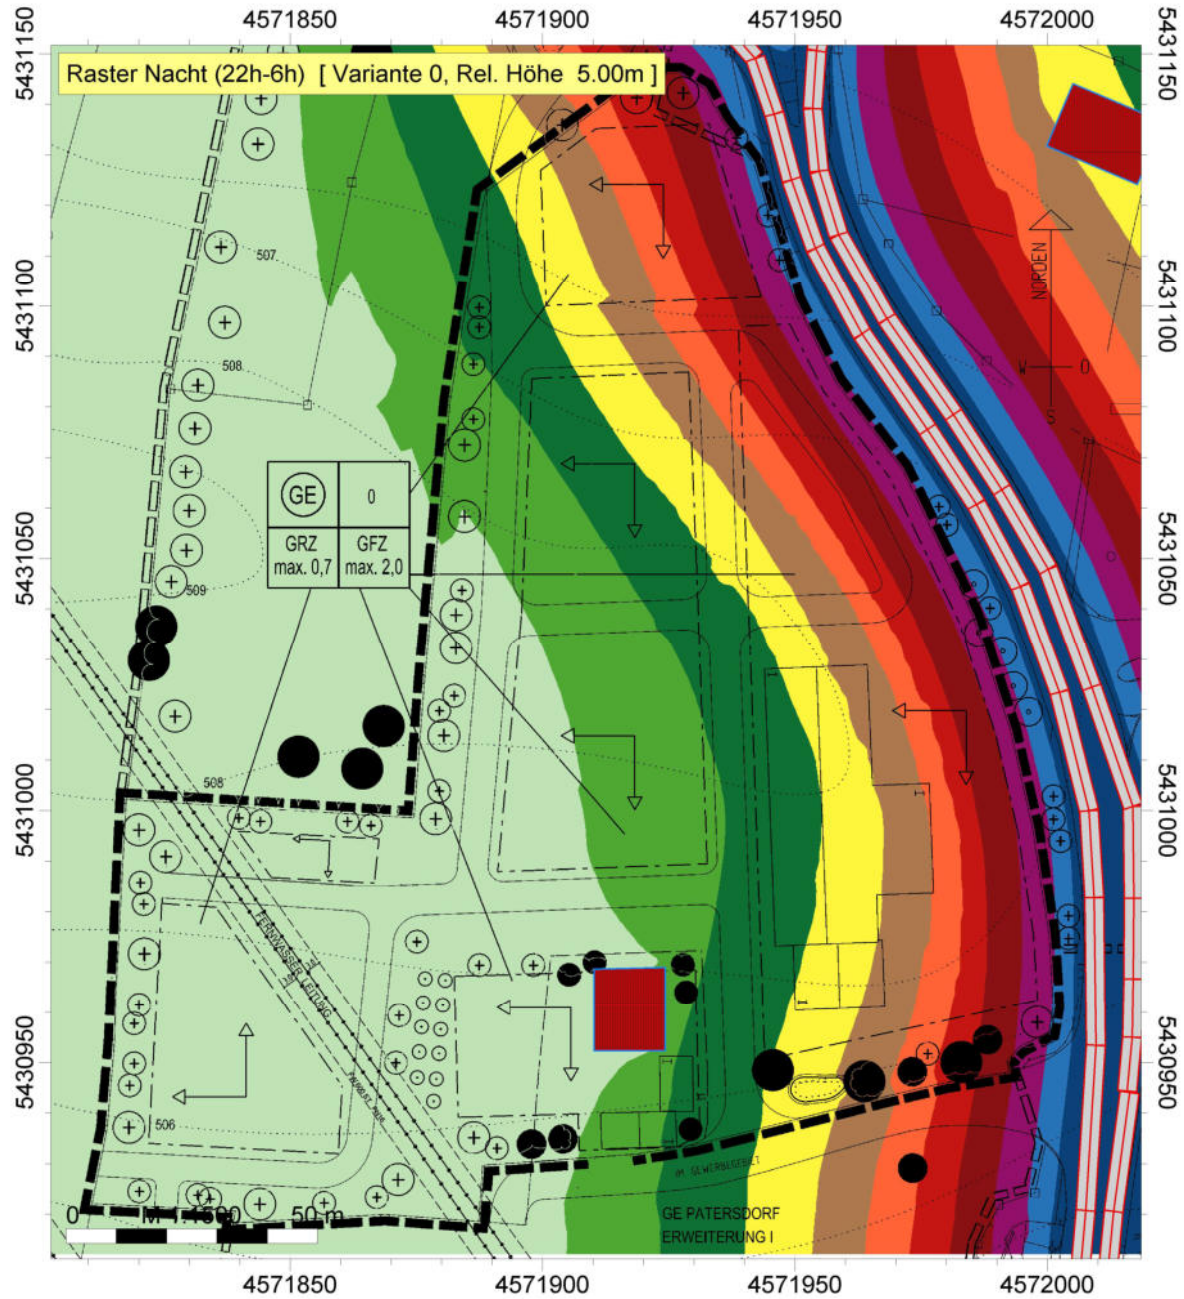 4571850 4571900 4571950 4572000
5431150
5431150
Raster Nacht (22h-6h) [ Variante 0, Rel. Höhe 5.00m ]
507
NORDEN
5431100
5431100
508
W O
S
GE 0
GRZ GFZ
max. 0,7 max. 2,0
5431050
5431050
509
508
5431000
5431000
FERNWASSER LEITUNG
5430950
5430950
506
IM GEWERBEGEBIET
0 50 m
GE PATERSDORF
ERWEITERUNG I
4571850 4571900 4571950 4572000